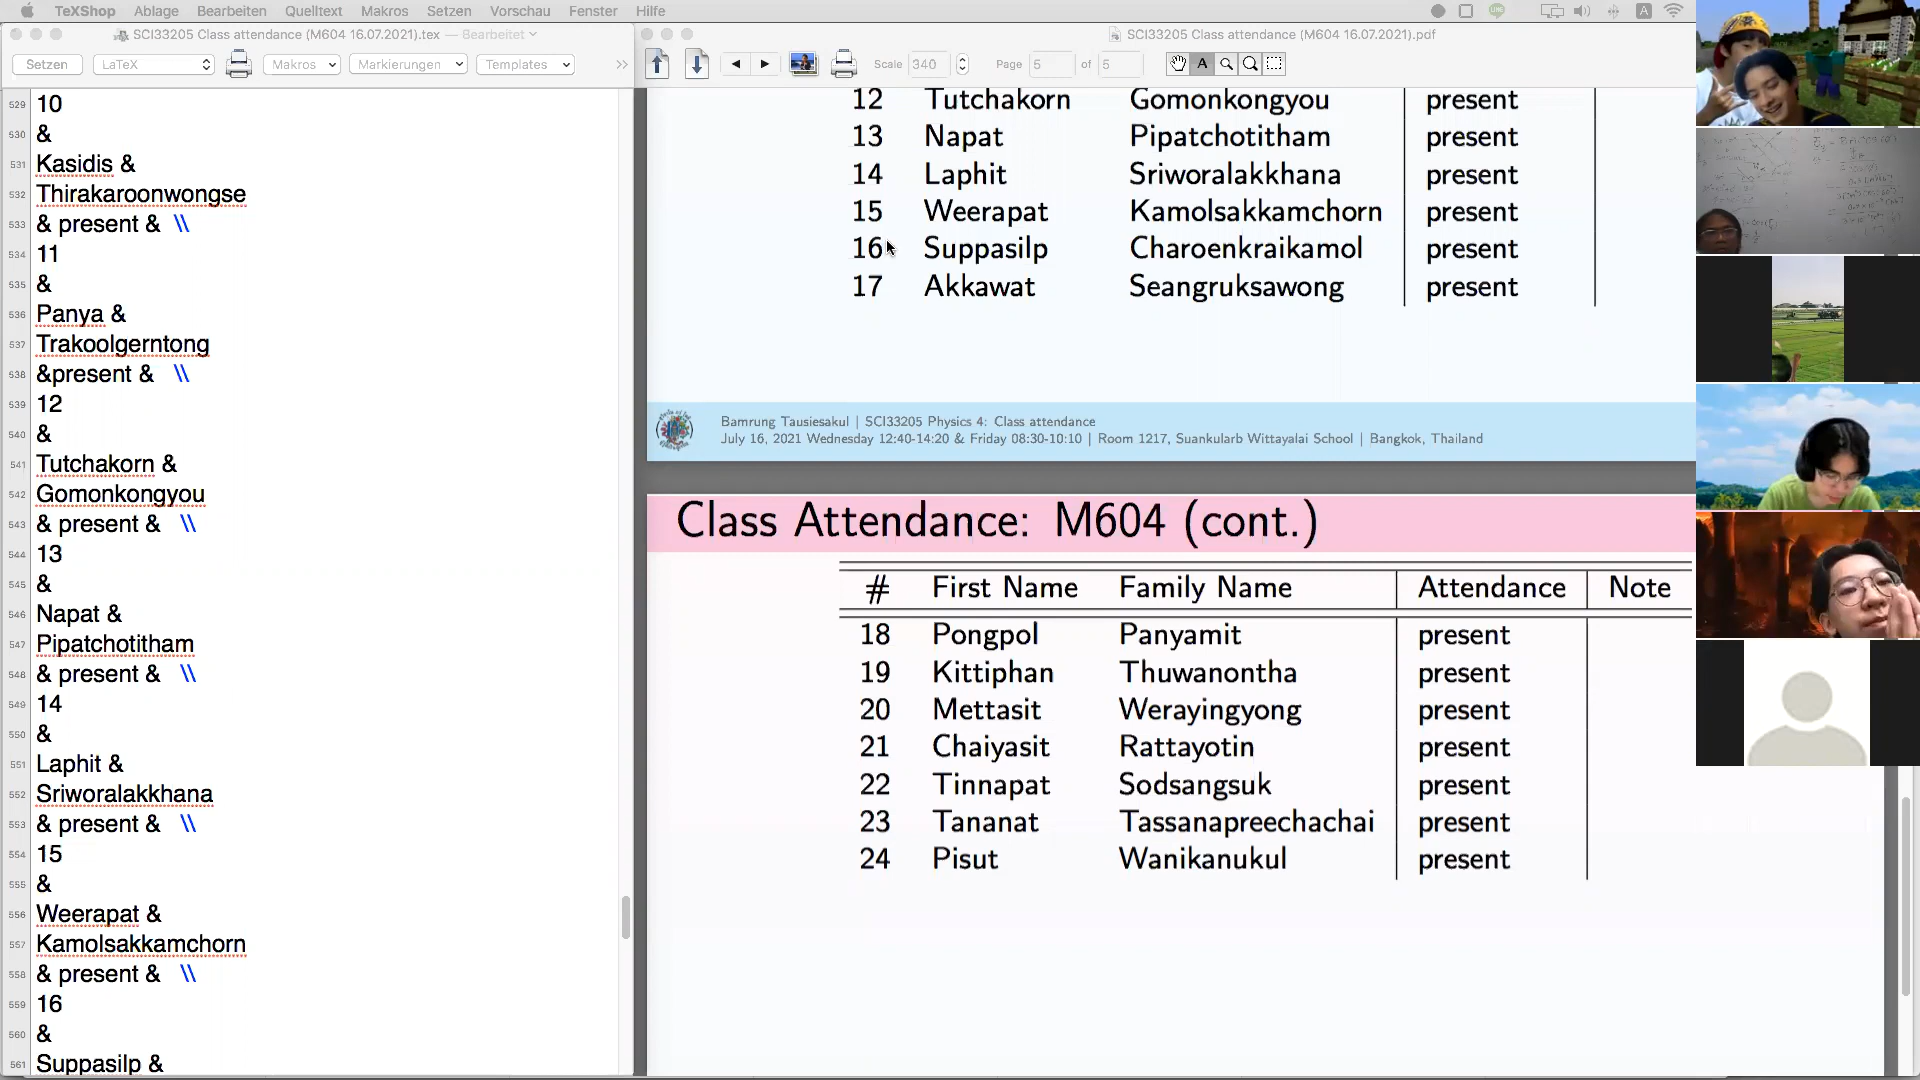 TeXShop Ablage Bearbeiten Quelltext Makros Setzen Vorschau Fenster Hilfe
SCI33205 Class attendance (M604 16.07.2021).tex — Bearbeitet
Setzen LaTeX Makros Markierungen Templates
529 10
530 &
531 Kasidis &
532 Thirakaroonwongse
533 & present & \\
534 11
535 &
536 Panya &
537 Trakoolgerntong
538 &present & \\
539 12
540 &
541 Tutchakorn &
542 Gomonkongyou
543 & present & \\
544 13
545 &
546 Napat &
547 Pipatchotitham
548 & present & \\
549 14
550 &
551 Laphit &
552 Sriworalakkhana
553 & present & \\
554 15
555 &
556 Weerapat &
557 Kamolsakkamchorn
558 & present & \\
559 16
560 &
561 Suppasilp &
SCI33205 Class attendance (M604 16.07.2021).pdf
Scale 340 Page 5 of 5
12 Tutchakorn Gomonkongyou present
13 Napat Pipatchotitham present
14 Laphit Sriworalakkhana present
15 Weerapat Kamolsakkamchorn present
16 Suppasilp Charoenkraikamol present
17 Akkawat Seangruksawong present
Bamrung Tausiesakul | SCI33205 Physics 4: Class attendance
July 16, 2021 Wednesday 12:40-14:20 & Friday 08:30-10:10 | Room 1217, Suankularb Wittayalai School | Bangkok, Thailand
Class Attendance: M604 (cont.)
# First Name Family Name Attendance Note
18 Pongpol Panyamit present
19 Kittiphan Thuwanontha present
20 Mettasit Werayingyong present
21 Chaiyasit Rattayotin present
22 Tinnapat Sodsangsuk present
23 Tananat Tassanapreechachai present
24 Pisut Wanikanukul present